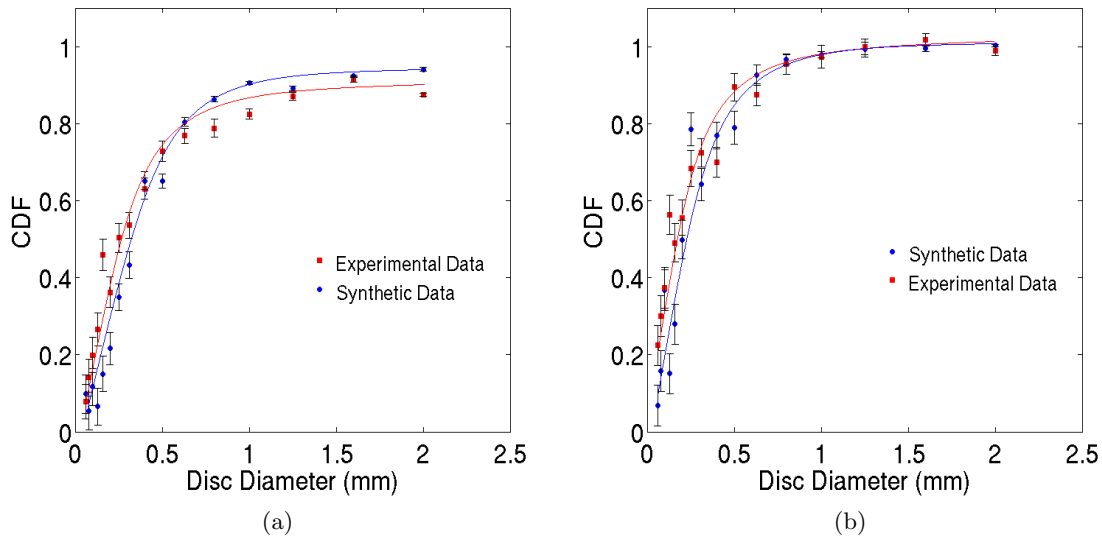 1
0.8
0.6
0.4
0.2
0
CDF
Experimental Data
Synthetic Data
0 0.5 1 1.5 2 2.5
Disc Diameter (mm)
(a)
1
0.8
0.6
0.4
0.2
0
CDF
Synthetic Data
Experimental Data
0 0.5 1 1.5 2 2.5
Disc Diameter (mm)
(b)